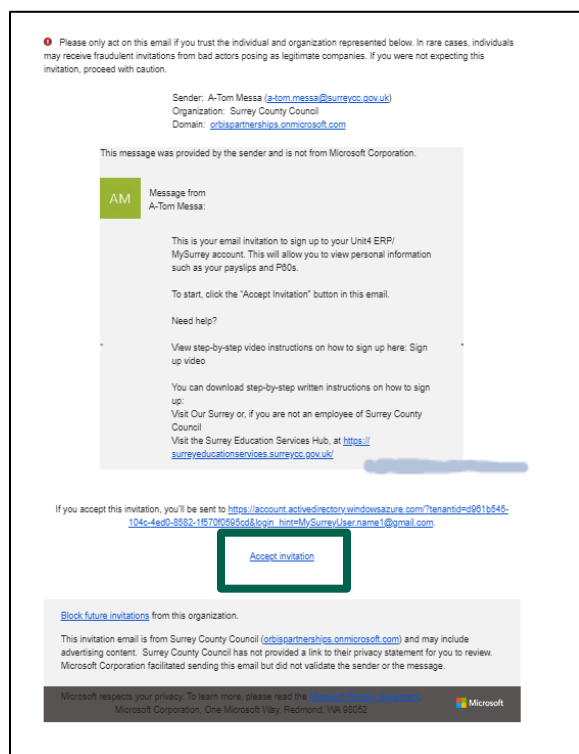 Please only act on this email if you trust the individual and organization represented below. In rare cases, individuals
may receive fraudulent invitations from bad actors posing as legitimate companies. If you were not expecting this
invitation, proceed with caution.
Sender: A-Tom Messa (a-tom.messa@surreycc.gov.uk)
Organization: Surrey County Council
Domain: orbispartnerships.onmicrosoft.com
This message was provided by the sender and is not from Microsoft Corporation.
AM
Message from
A-Tom Messa:
This is your email invitation to sign up to your Unit4 ERP/
MySurrey account. This will allow you to view personal information
such as your payslips and P60s.
To start, click the "Accept Invitation" button in this email.
Need help?
View step-by-step video instructions on how to sign up here: Sign
up video
You can download step-by-step written instructions on how to sign
up:
Visit Our Surrey or, if you are not an employee of Surrey County
Council
Visit the Surrey Education Services Hub, at https://
surreyeducationservices.surreycc.gov.uk/
If you accept this invitation, you'll be sent to https://account.activedirectory.windowsazure.com/?tenantid=d961b545-
104c-4ed0-8582-1f570f0595cd&login_hint=MySurreyUser.name1@gmail.com.
Accept invitation
Block future invitations from this organization.
This invitation email is from Surrey County Council (orbispartnerships.onmicrosoft.com) and may include
advertising content. Surrey County Council has not provided a link to their privacy statement for you to review.
Microsoft Corporation facilitated sending this email but did not validate the sender or the message.
Microsoft respects your privacy. To learn more, please read the Microsoft Privacy Statement.
Microsoft Corporation, One Microsoft Way, Redmond, WA 98052
Microsoft